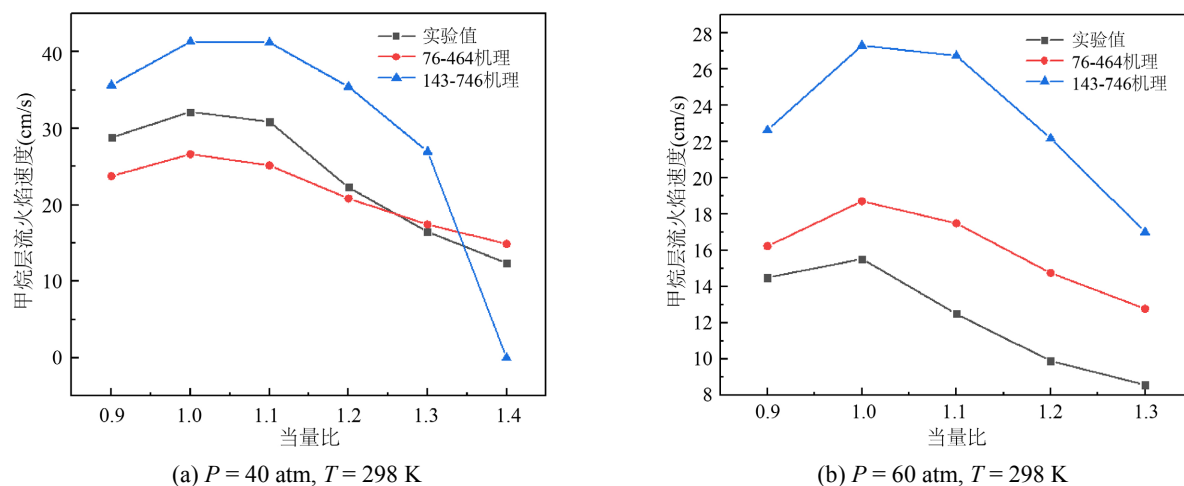 甲烷层流火焰速度(cm/s)
40
30
20
10
0
实验值
76-464机理
143-746机理
0.9 1.0 1.1 1.2 1.3 1.4
当量比
(a) P = 40 atm, T = 298 K
甲烷层流火焰速度(cm/s)
28
26
24
22
20
18
16
14
12
10
8
实验值
76-464机理
143-746机理
0.9 1.0 1.1 1.2 1.3
当量比
(b) P = 60 atm, T = 298 K